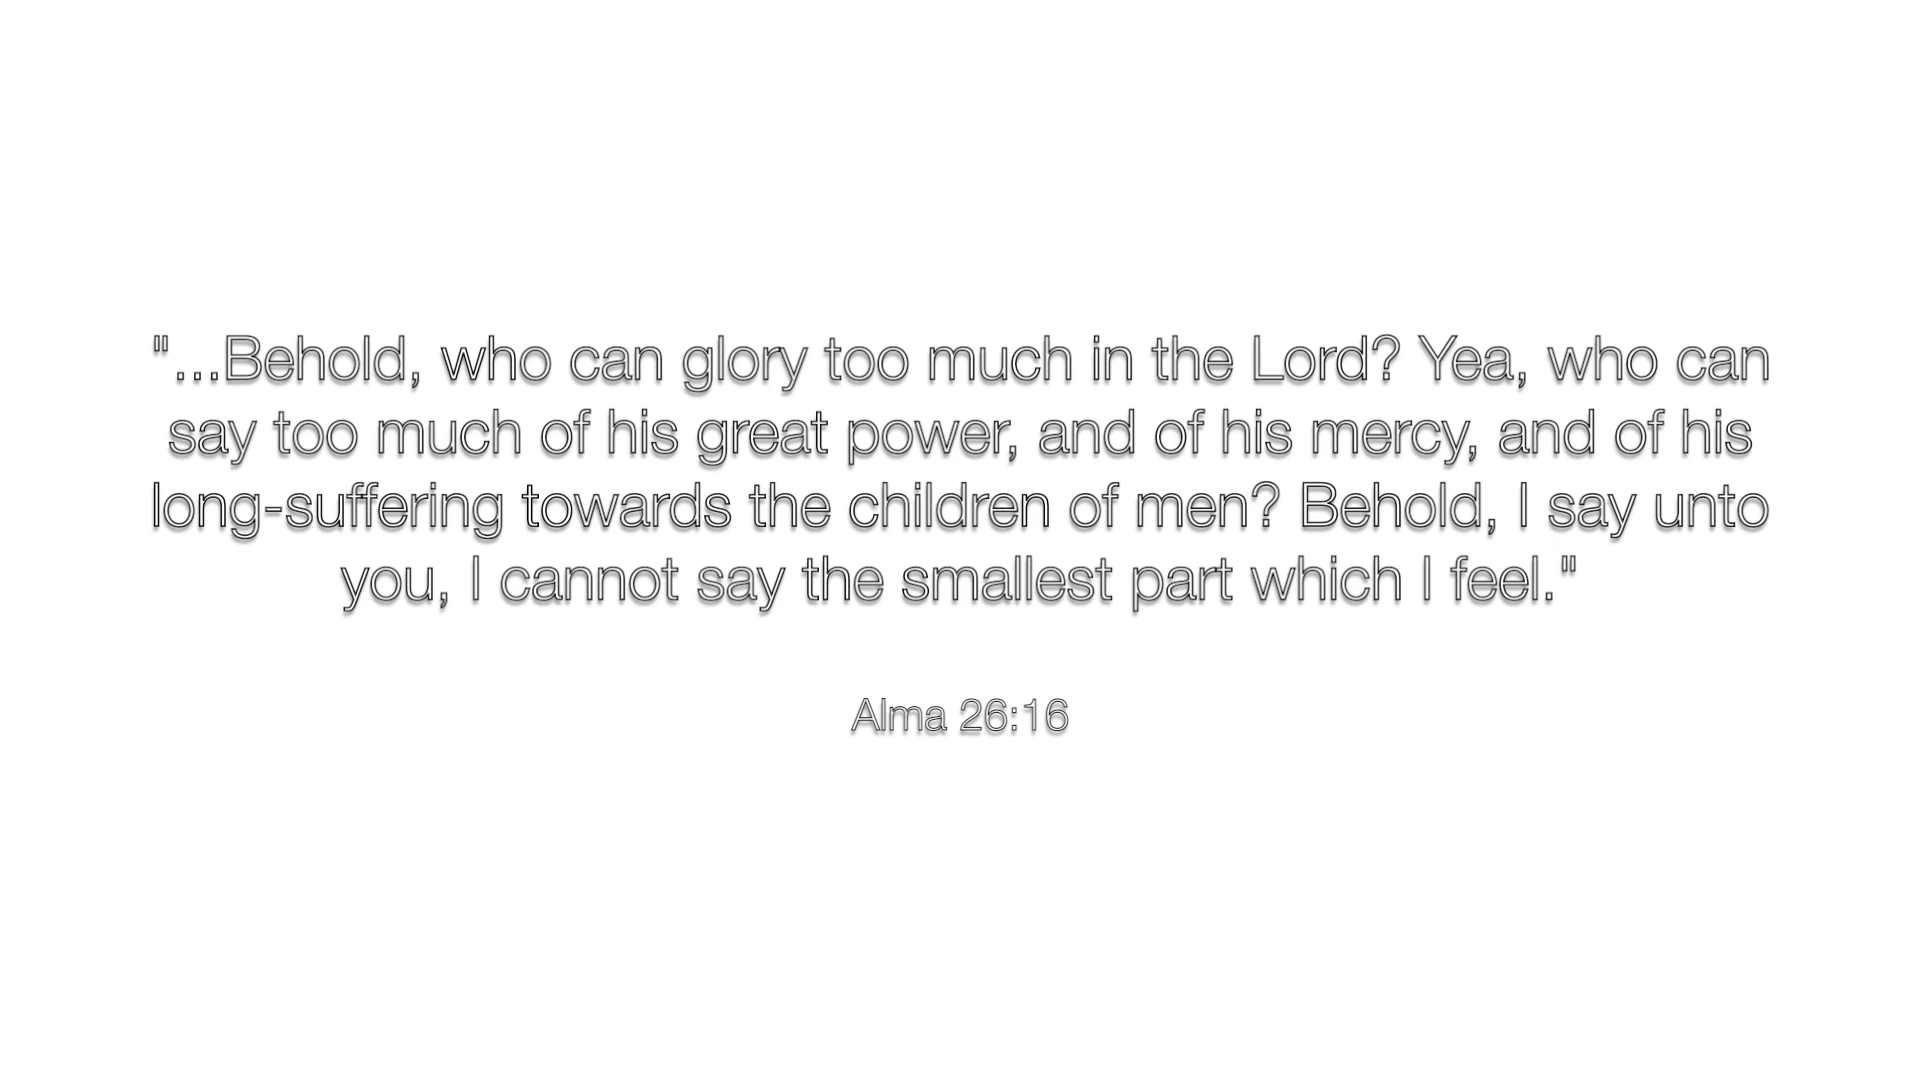 "...Behold, who can glory too much in the Lord? Yea, who can
say too much of his great power, and of his mercy, and of his
long-suffering towards the children of men? Behold, I say unto
you, I cannot say the smallest part which I feel."
Alma 26:16